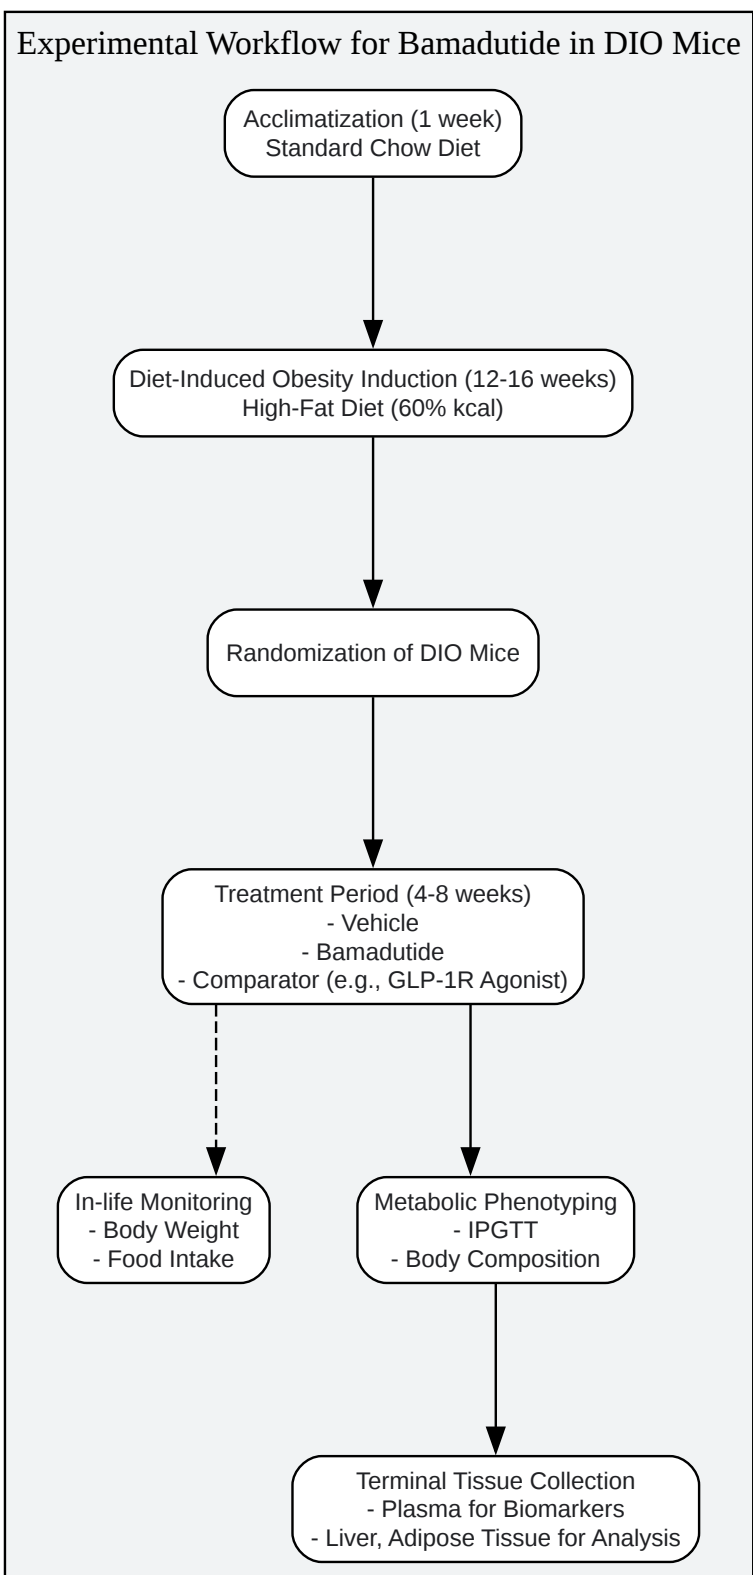 Experimental Workflow for Bamadutide in DIO Mice
Acclimatization (1 week)
Standard Chow Diet
Diet-Induced Obesity Induction (12-16 weeks)
High-Fat Diet (60% kcal)
Randomization of DIO Mice
Treatment Period (4-8 weeks)
- Vehicle
- Bamadutide
- Comparator (e.g., GLP-1R Agonist)
In-life Monitoring
- Body Weight
- Food Intake
Metabolic Phenotyping
- IPGTT
- Body Composition
Terminal Tissue Collection
- Plasma for Biomarkers
- Liver, Adipose Tissue for Analysis